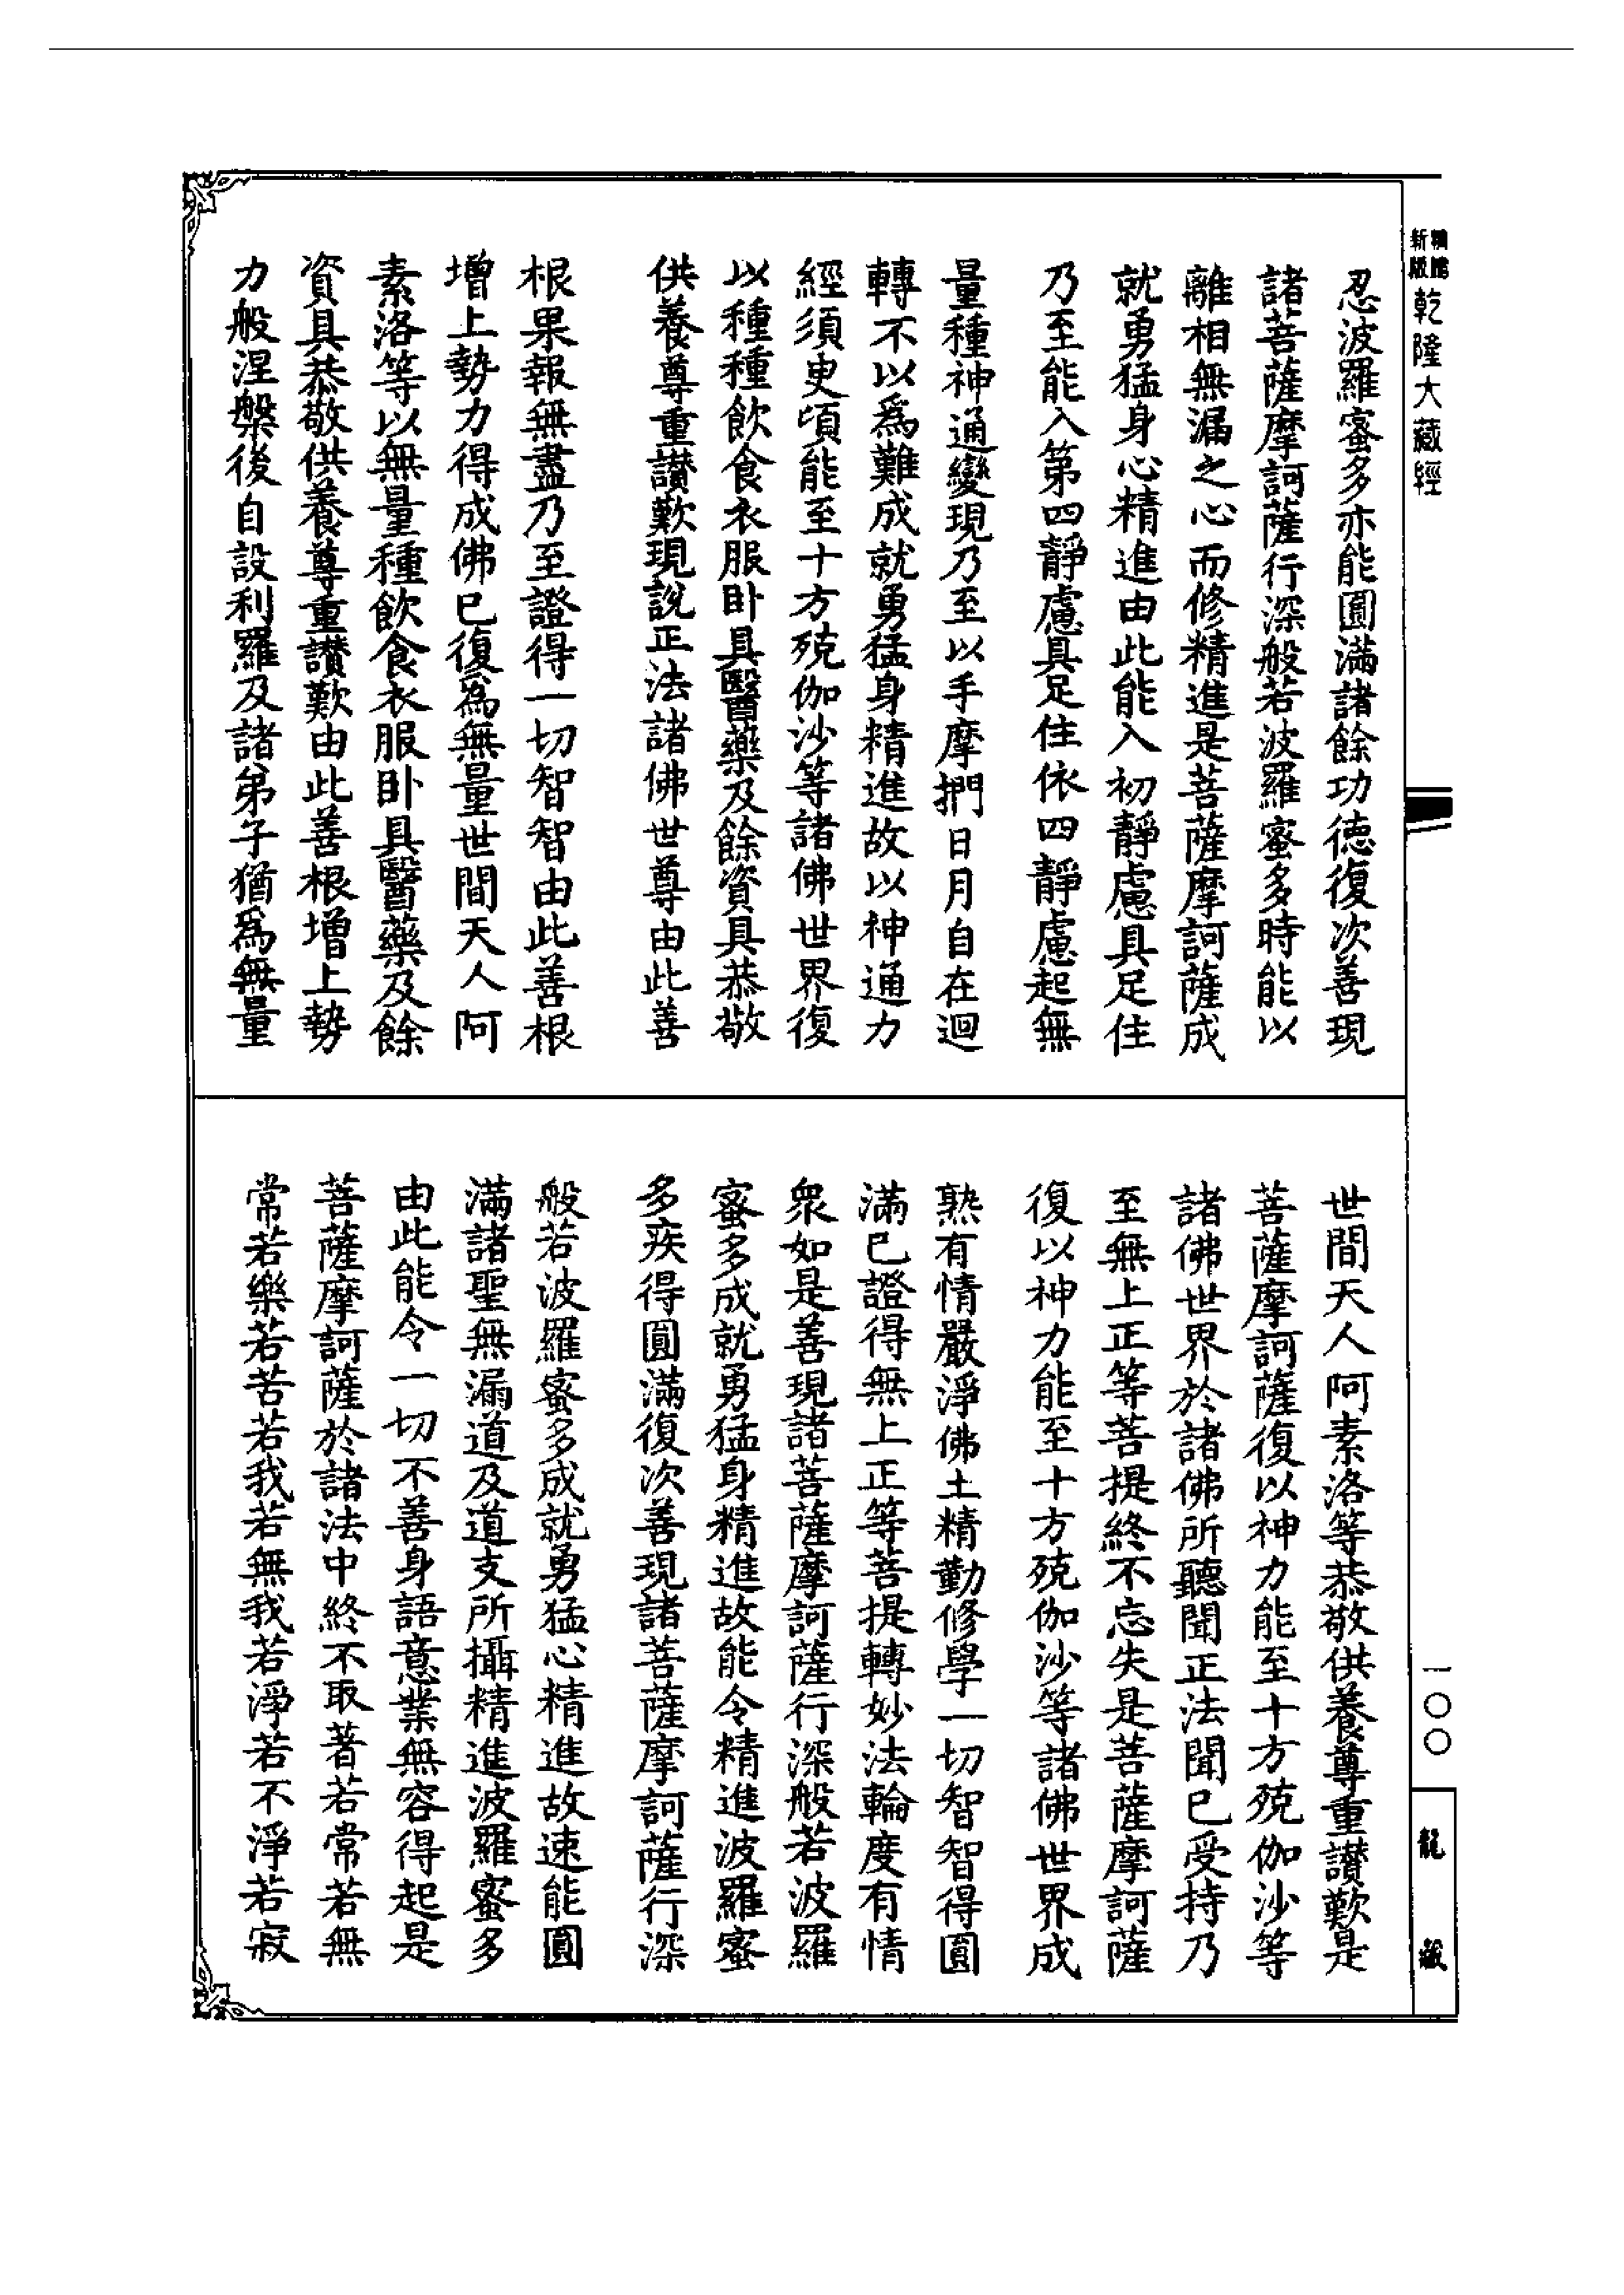 精騰
新版
乾隆大藏經
忍波羅蜜多亦能圓滿諸餘功德復次善現
諸菩薩摩訶薩行深般若波羅蜜多時能以
離相無漏之心而修精進是菩薩摩訶薩成
就勇猛身心精進由此能入初靜慮具足住
乃至能入第四靜慮具足住依四靜慮起無
量種神通變現乃至以手摩捫日月自在迴
轉不以爲難成就勇猛身精進故以神通力
經須臾頃能至十方殑伽沙等諸佛世界復
以種種飲食衣服卧具醫藥及餘資具恭敬
供養尊重讃歎現說正法諸佛世尊由此善
根果報無盡乃至證得一切智智由此善根
增上勢力得成佛已復為無量世間天人阿
素洛等以無量種飲食衣服卧具醫藥及餘
資具恭敬供養尊重讃歎由此善根增上勢
力般涅槃後自設利羅及諸弟子猶爲無量
世間天人阿素洛等恭敬供養尊重讃歎是
菩薩摩訶薩復以神力能至十方殑伽沙等
諸佛世界於諸佛所聽聞正法聞已受持乃
至無上正等菩提終不忘失是菩薩摩訶薩
復以神力能至十方殑伽沙等諸佛世界成
熟有情嚴淨佛土精勤修學一切智智得圓
滿已證得無上正等菩提轉妙法輪度有情
衆如是善現諸菩薩摩訶薩行深般若波羅
蜜多成就勇猛身精進故能令精進波羅蜜
多疾得圓滿復次善現諸菩薩摩訶薩行深
般若波羅蜜多成就勇猛心精進故速能圓
滿諸聖無漏道及道支所攝精進波羅蜜多
由此能令一切不善身語意業無容得起是
菩薩摩訶薩於諸法中終不取著若常若無
常若樂若苦若我若無我若淨若不淨若寂
一〇〇
龍藏